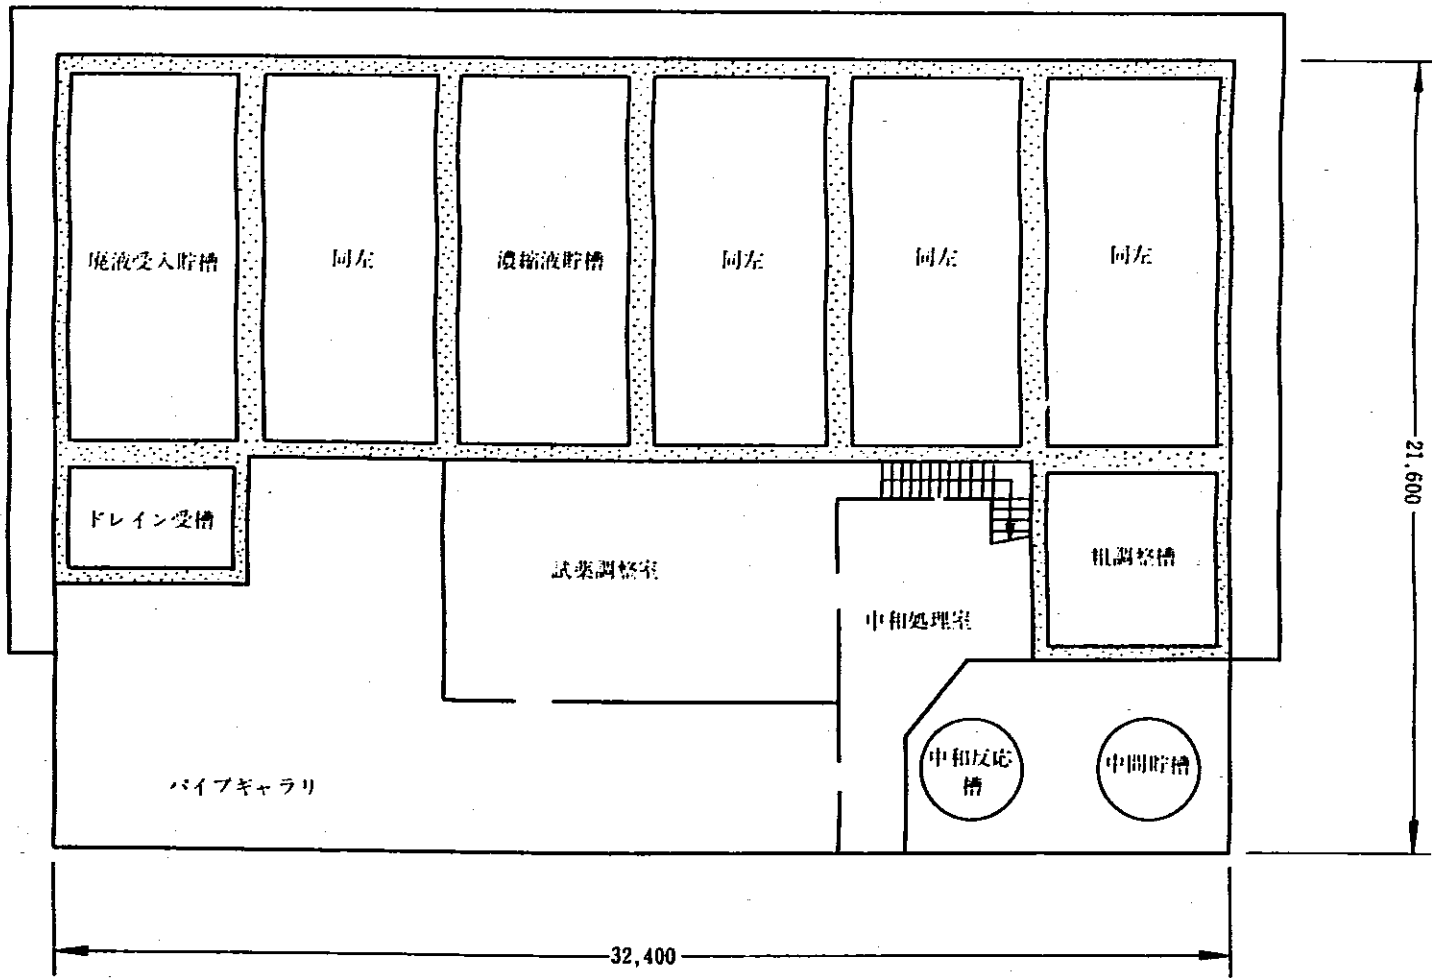 廃液受入貯槽
同左
濃縮液貯槽
同左
同左
同左
ドレイン受槽
試薬調整室
粗調整槽
中和処理室
中和反応
槽
中間貯槽
パイプギャラリ
21,600
32,400